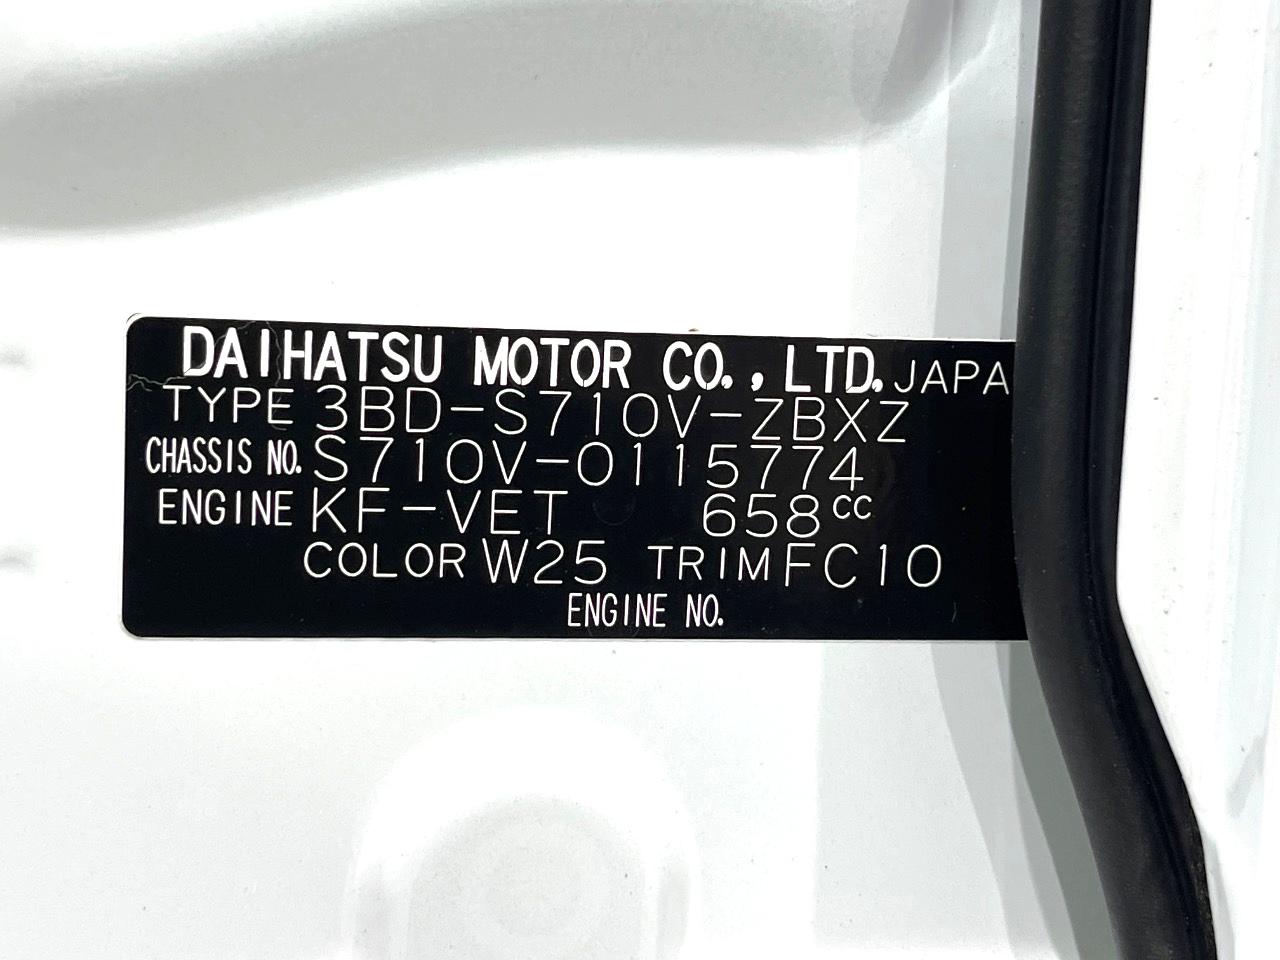 DAIHATSU MOTOR CO.,LTD.JAPA
TYPE 3BD-S710V-ZBXZ
CHASSIS NO. S710V-0115774
ENGINE KF-VET 658cc
COLOR W25 TRIM FC10
ENGINE NO.